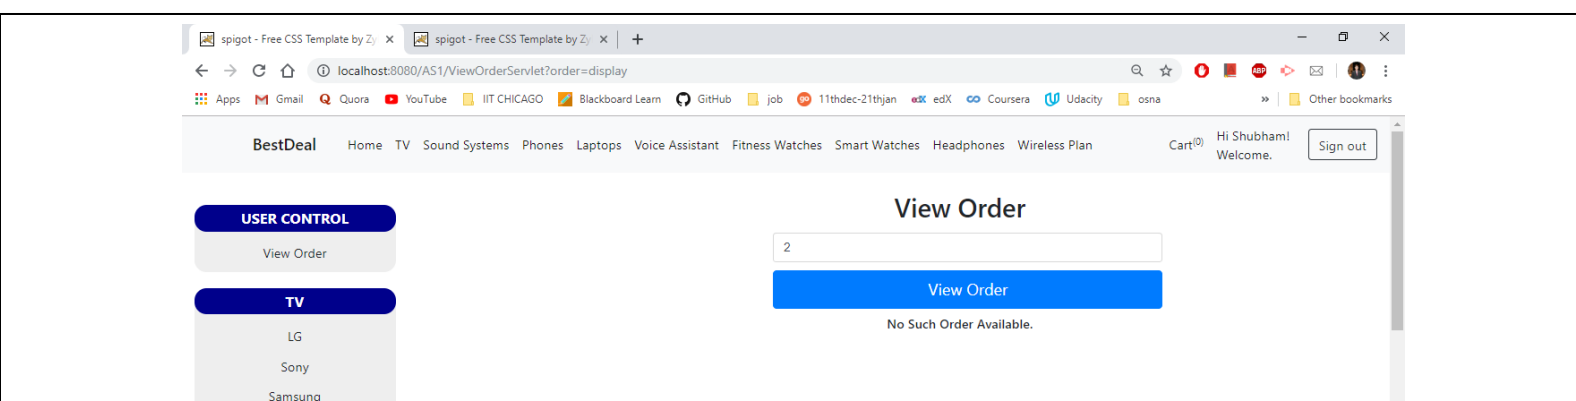 spigot - Free CSS Template by Zy
spigot - Free CSS Template by Zy
localhost:8080/AS1/ViewOrderServlet?order=display
Apps Gmail Quora YouTube IIT CHICAGO Blackboard Learn GitHub job 11thdec-21thjan edX Coursera Udacity osna » Other bookmarks
BestDeal Home TV Sound Systems Phones Laptops Voice Assistant Fitness Watches Smart Watches Headphones Wireless Plan Cart(0) Hi Shubham! Welcome. Sign out
USER CONTROL
View Order
TV
LG
Sony
Samsung
View Order
2
View Order
No Such Order Available.